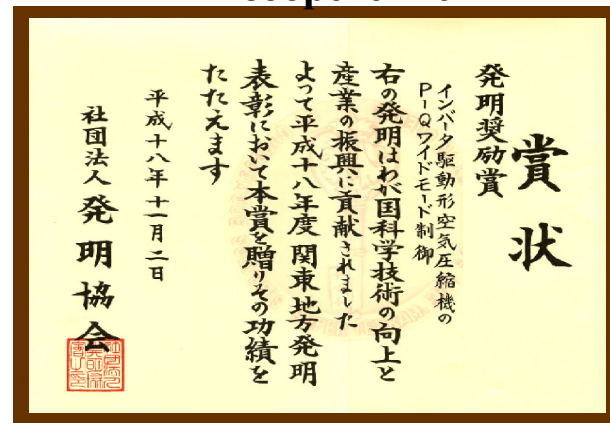 賞状
発明奨励賞
インバータ駆動形空気圧縮機の
P-Qワイドモード制御
右の発明はわが国科学技術の向上と
産業の振興に貢献されました
よって平成十八年度関東地方発明
表彰において本賞を贈りその功績を
たたえます
平成十八年十一月二日
社団法人発明協会